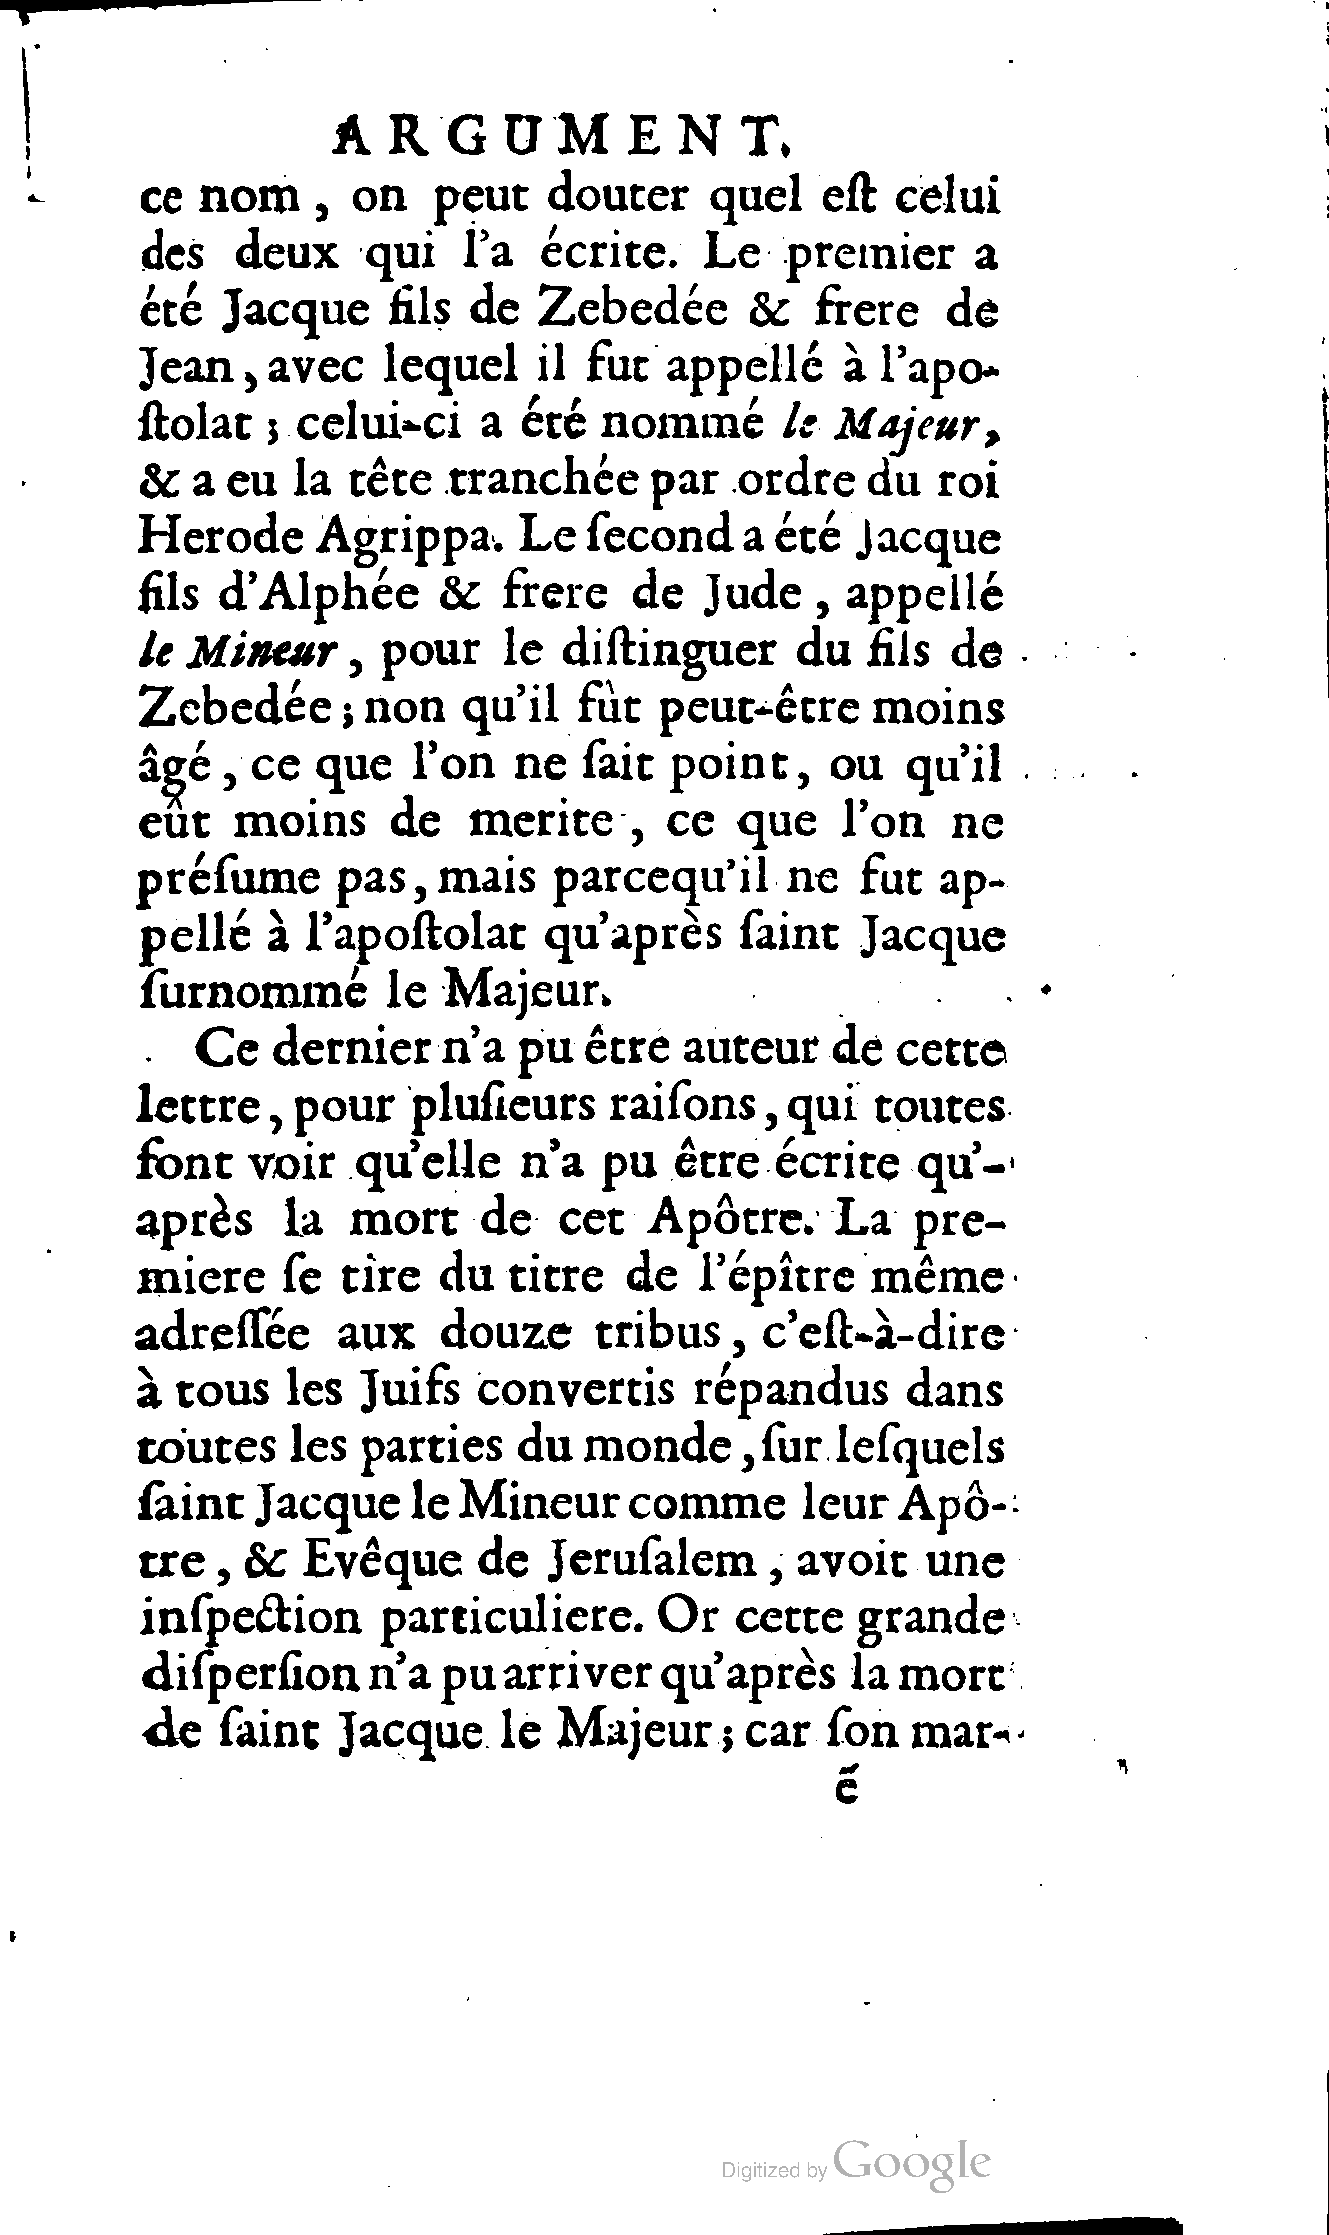 ARGUMENT.
ce nom , on peut douter quel eſt celui
des deux qui l'a écrite. Le premier a
été Jacque fils de Zebedée & frere de
Jean, avec lequel il fut appellé à l'apo-
ſtolat ; celui-ci a été nommé le Majeur,
& a eu la tête tranchée par ordre du roi
Herode Agrippa. Le ſecond a été Jacque
fils d'Alphée & frere de Jude , appellé
le Mineur , pour le diſtinguer du fils de
Zebedée ; non qu'il fût peut-être moins
âgé , ce que l'on ne ſait point, ou qu'il
eût moins de merite , ce que l'on ne
préſume pas, mais parcequ'il ne fut ap-
pellé à l'apoſtolat qu'après ſaint Jacque
ſurnommé le Majeur.
Ce dernier n'a pu être auteur de cette
lettre, pour pluſieurs raiſons, qui toutes
font voir qu'elle n'a pu être écrite qu'-
après la mort de cet Apôtre. La pre-
miere ſe tire du titre de l'épître même
adreſſée aux douze tribus , c'eſt-à-dire
à tous les Juifs convertis répandus dans
toutes les parties du monde, ſur leſquels
ſaint Jacque le Mineur comme leur Apô-
tre , & Evêque de Jeruſalem , avoit une
inſpection particuliere. Or cette grande
diſperſion n'a pu arriver qu'après la mort
de ſaint Jacque le Majeur ; car ſon mar-
ẽ
Digitized by Google